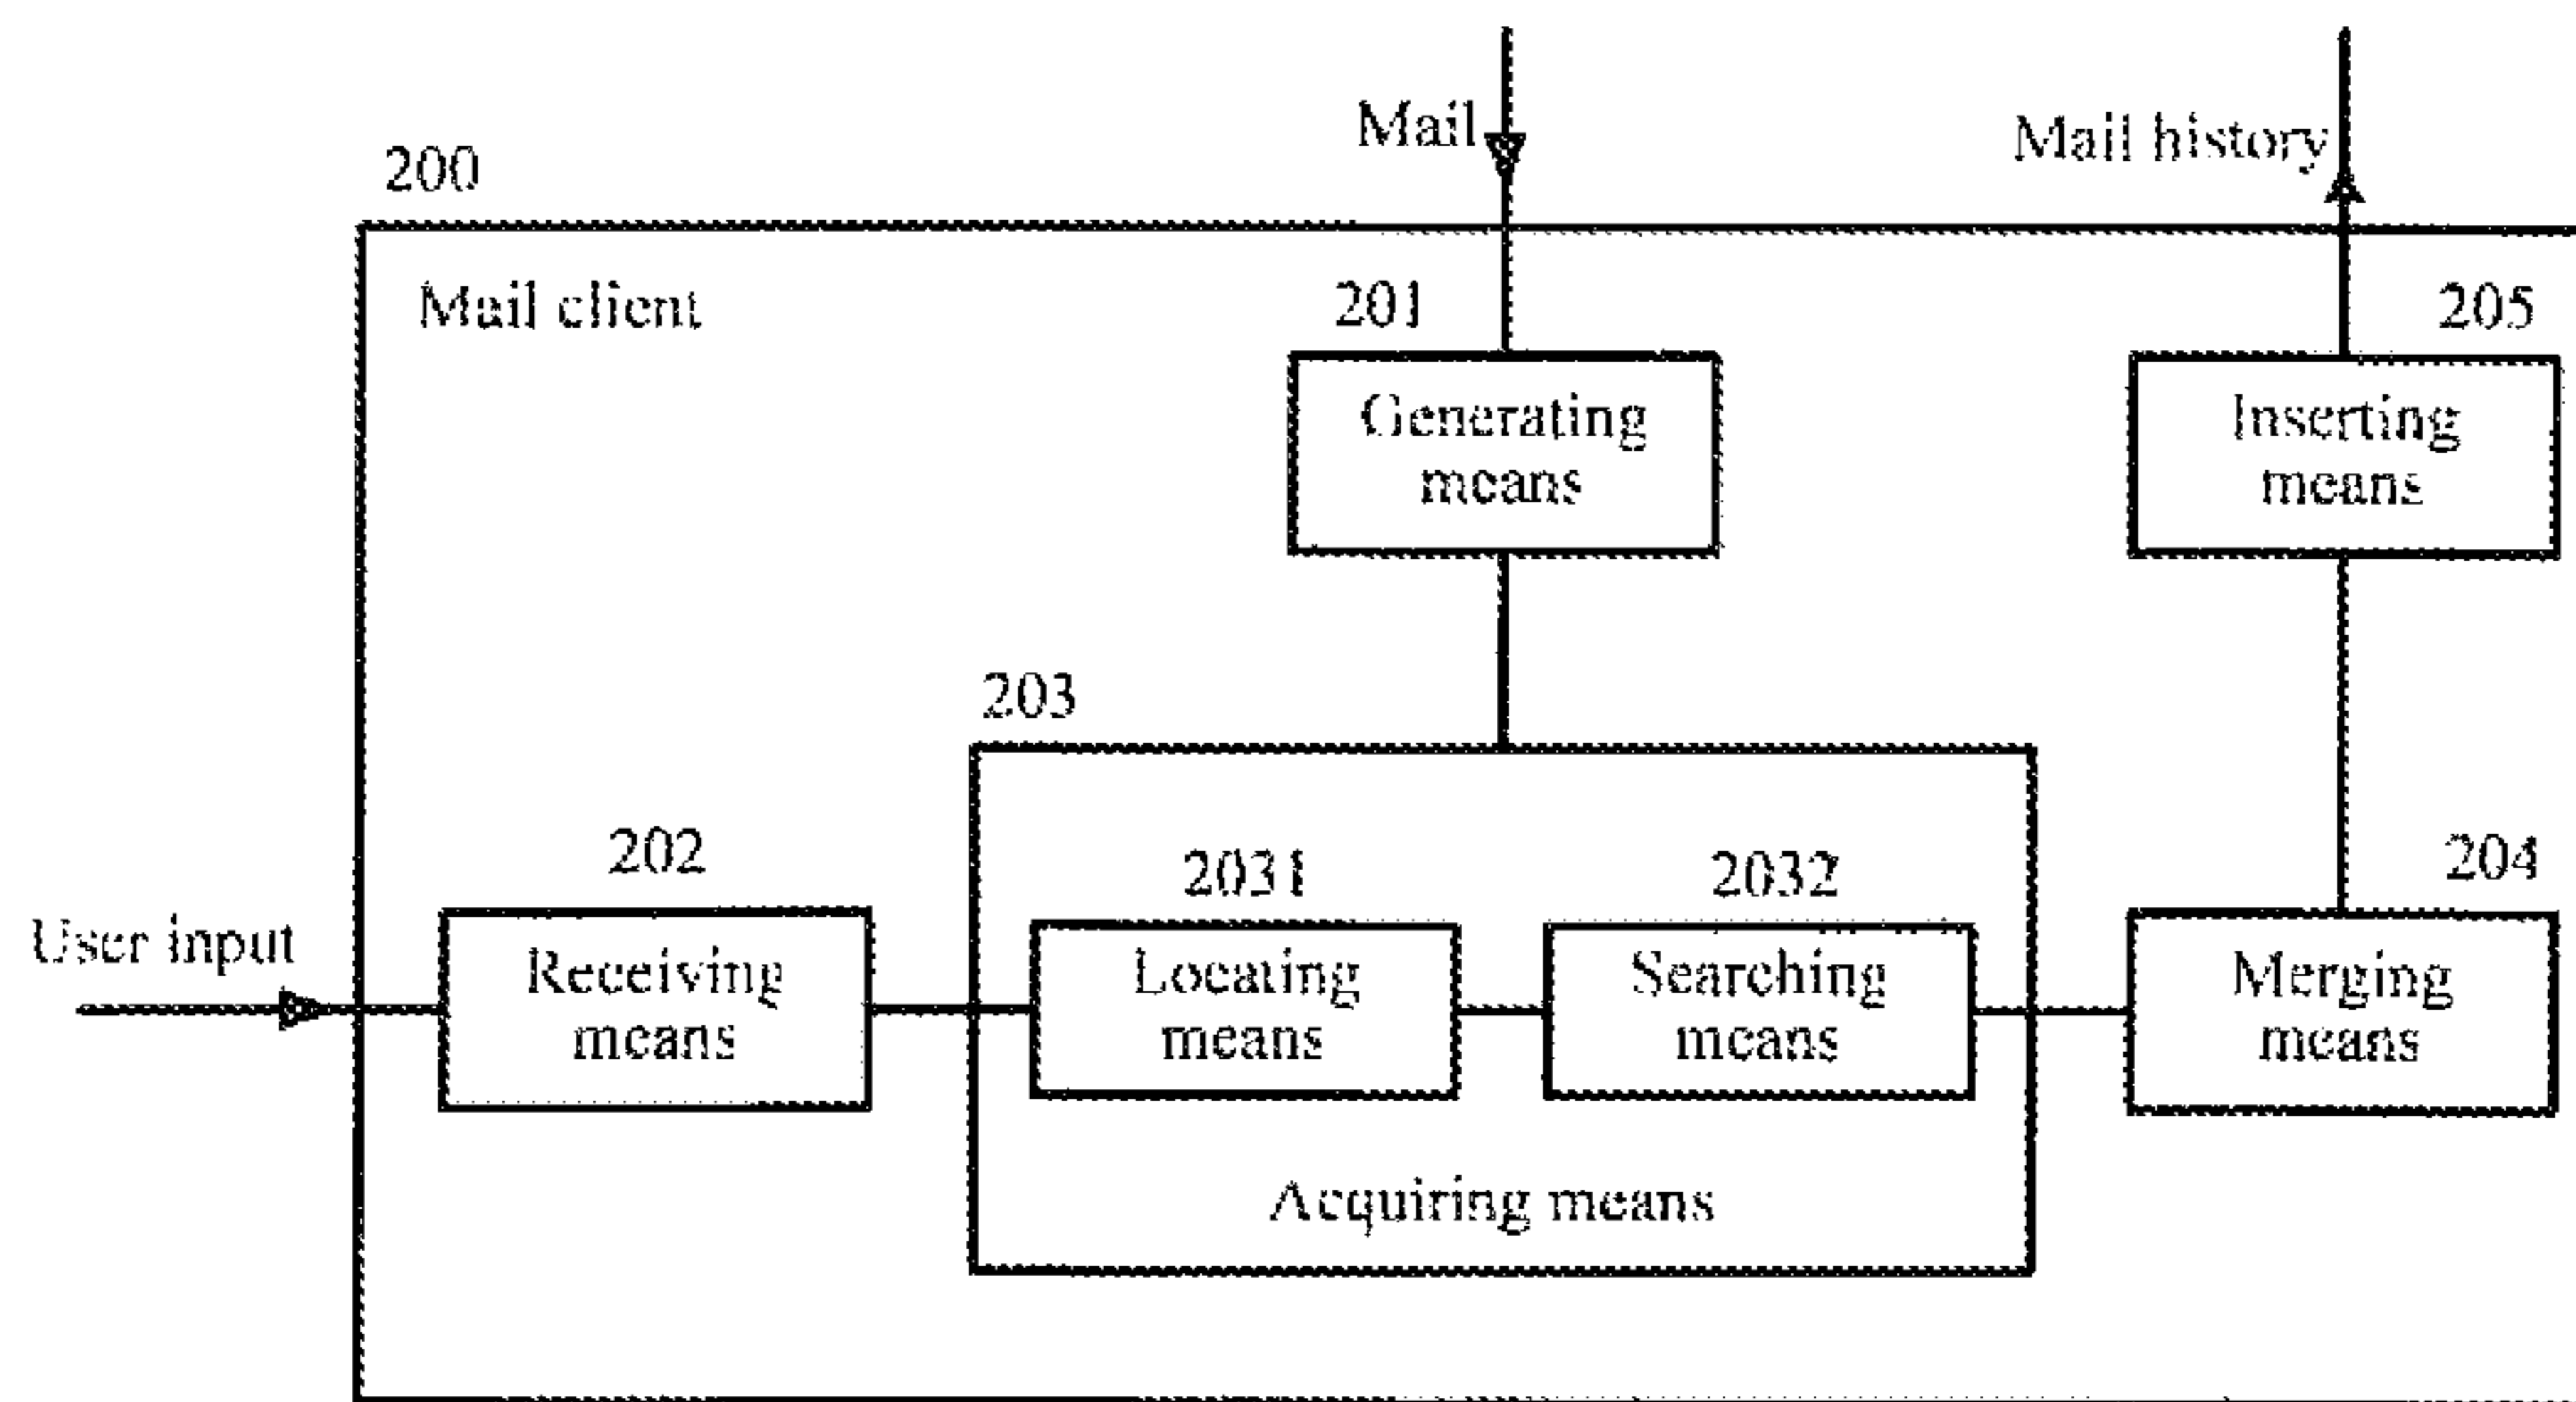 Mail
Mail history
200
Mail client
201
205
Generating
means
Inserting
means
203
202
2031
2032
204
User input
Receiving
means
Locating
means
Searching
means
Merging
means
Acquiring means